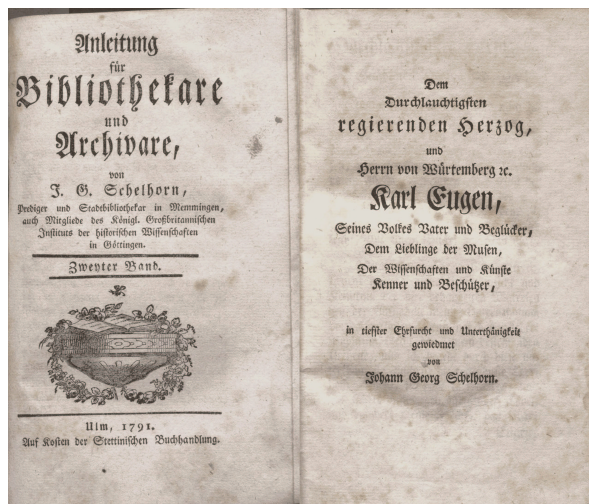 Anleitung
für
Bibliothekare
und
Archivare,
von
J. G. Schelhorn,
Prediger und Stadtbibliothekar in Memmingen,
auch Mitgliede des Königl. Großbritannischen
Instituts der historischen Wissenschaften
in Göttingen.
Zweyter Band.
Ulm, 1791.
Auf Kosten der Stettinischen Buchhandlung.
Dem
Durchlauchtigsten
regierenden Herzog,
und
Herrn von Würtemberg ꝛc.
Karl Eugen,
Seines Volkes Vater und Beglücker,
Dem Lieblinge der Musen,
Der Wissenschaften und Künste
Kenner und Beschützer,
in tiefster Ehrfurcht und Unterthänigkeit
gewiedmet
von
Johann Georg Schelhorn.